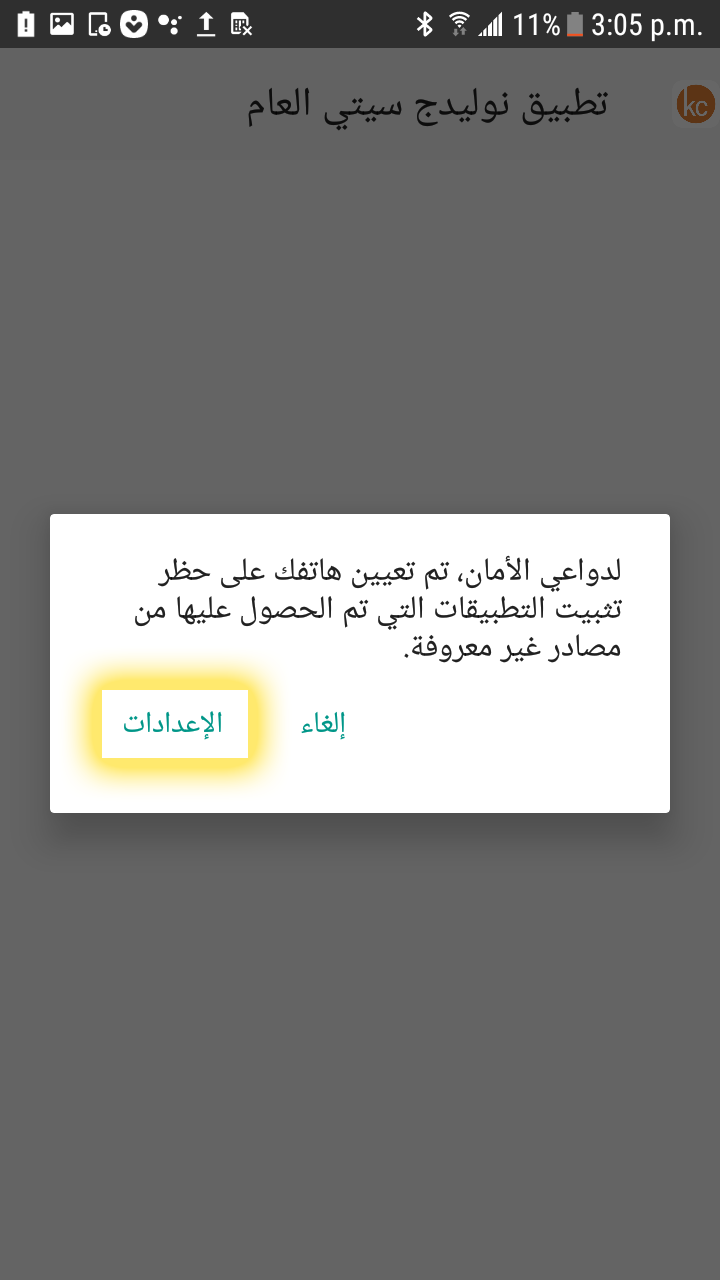 11% 3:05 p.m.
تطبيق نوليدج سيتي العام
kc
لدواعي الأمان، تم تعيين هاتفك على حظر
تثبيت التطبيقات التي تم الحصول عليها من
مصادر غير معروفة.
إلغاء
الإعدادات